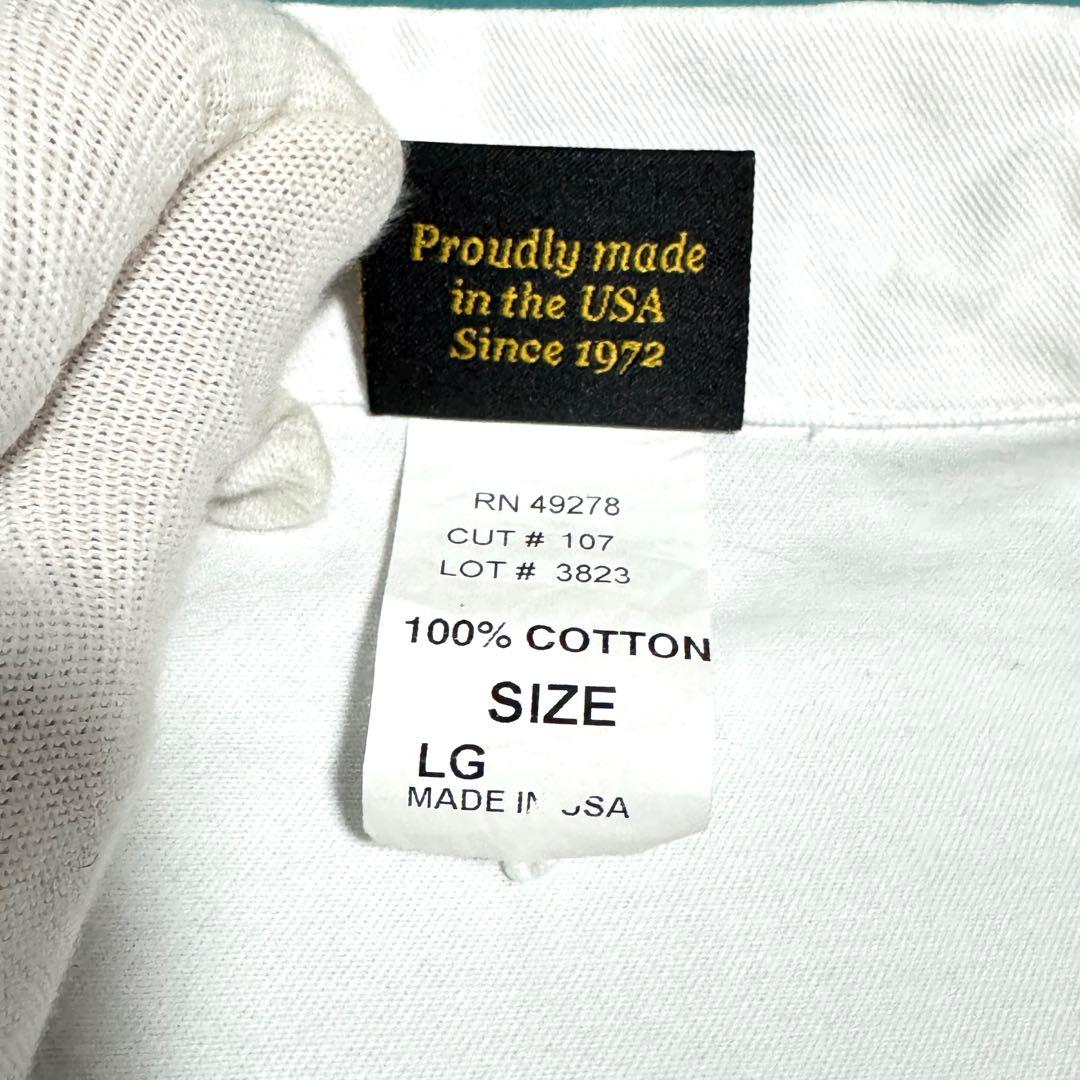 Proudly made
in the USA
Since 1972
RN 49278
CUT # 107
LOT # 3823
100% COTTON
SIZE
LG
MADE IN USA